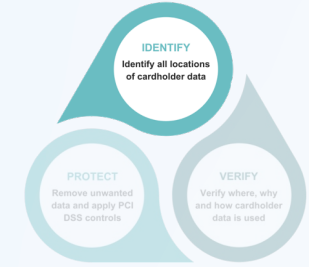 IDENTIFY
Identify all locations
of cardholder data
PROTECT
Remove unwanted
data and apply PCI
DSS controls
VERIFY
Verify where, why
and how cardholder
data is used